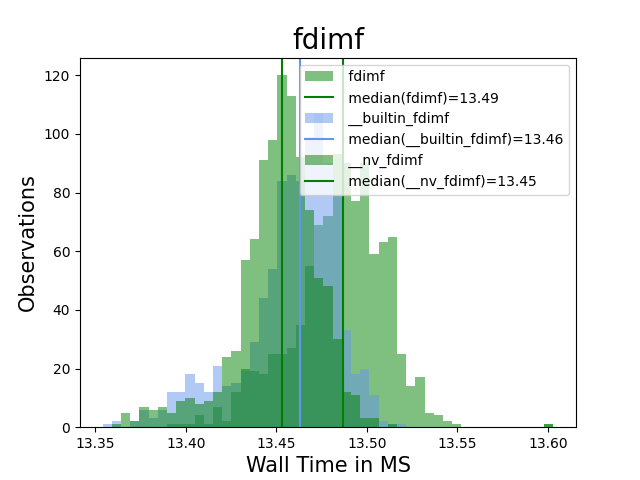 fdimf
fdimf
median(fdimf)=13.49
__builtin_fdimf
median(__builtin_fdimf)=13.46
__nv_fdimf
median(__nv_fdimf)=13.45
Observations
120
100
80
60
40
20
0
13.35 13.40 13.45 13.50 13.55 13.60
Wall Time in MS